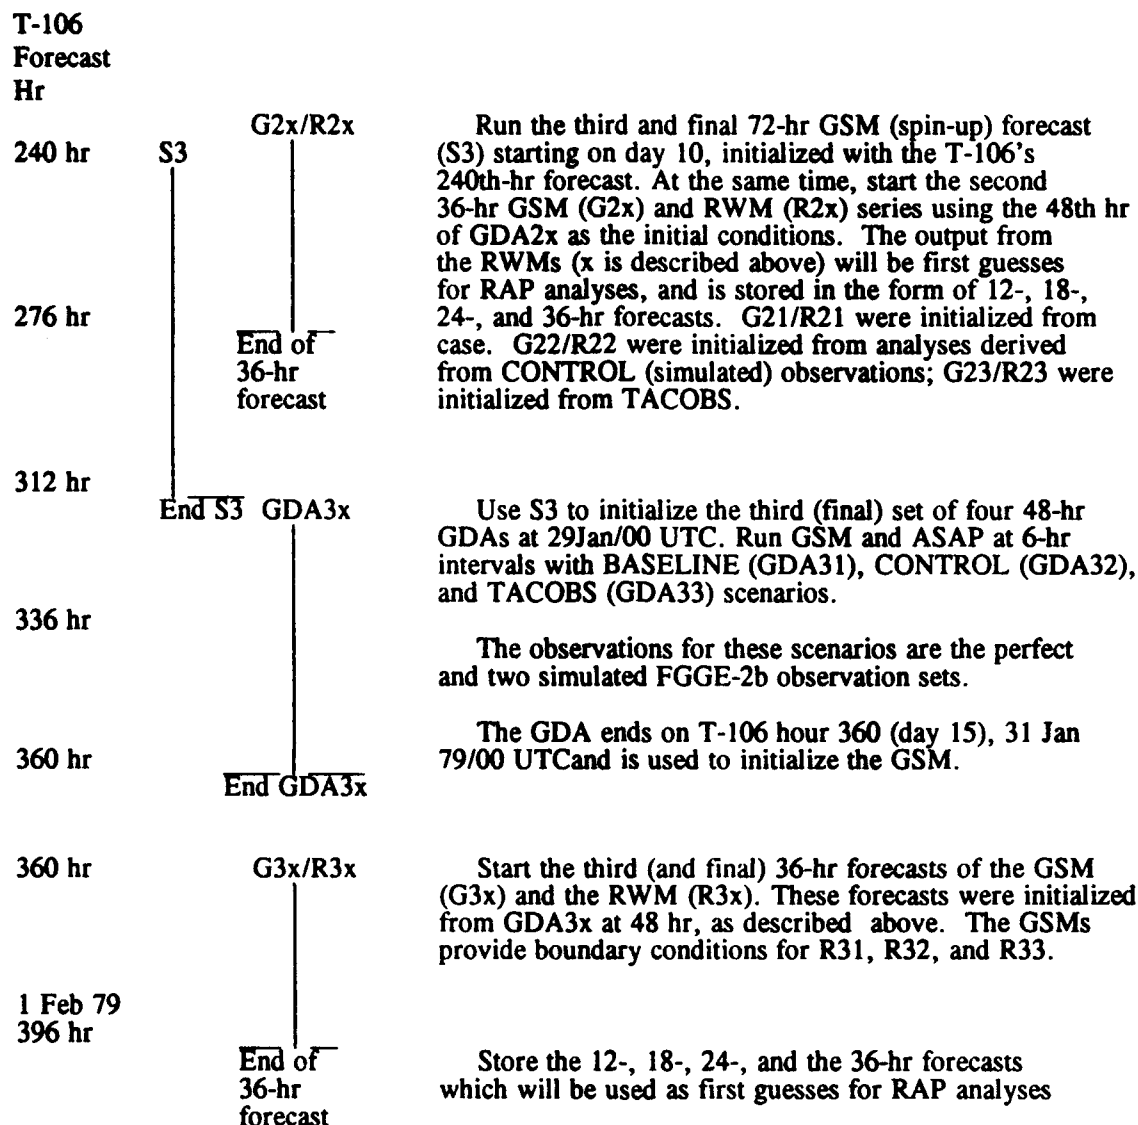 T-106
Forecast
Hr
G2x/R2x
240 hr
S3
Run the third and final 72-hr GSM (spin-up) forecast
(S3) starting on day 10, initialized with the T-106's
240th-hr forecast. At the same time, start the second
36-hr GSM (G2x) and RWM (R2x) series using the 48th hr
of GDA2x as the initial conditions. The output from
the RWMs (x is described above) will be first guesses
for RAP analyses, and is stored in the form of 12-, 18-,
24-, and 36-hr forecasts. G21/R21 were initialized from
case. G22/R22 were initialized from analyses derived
from CONTROL (simulated) observations; G23/R23 were
initialized from TACOBS.
276 hr
End of
36-hr
forecast
312 hr
End S3 GDA3x
Use S3 to initialize the third (final) set of four 48-hr
GDAs at 29Jan/00 UTC. Run GSM and ASAP at 6-hr
intervals with BASELINE (GDA31), CONTROL (GDA32),
and TACOBS (GDA33) scenarios.
336 hr
The observations for these scenarios are the perfect
and two simulated FGGE-2b observation sets.
The GDA ends on T-106 hour 360 (day 15), 31 Jan
79/00 UTCand is used to initialize the GSM.
360 hr
End GDA3x
360 hr
G3x/R3x
Start the third (and final) 36-hr forecasts of the GSM
(G3x) and the RWM (R3x). These forecasts were initialized
from GDA3x at 48 hr, as described above. The GSMs
provide boundary conditions for R31, R32, and R33.
1 Feb 79
396 hr
End of
36-hr
forecast
Store the 12-, 18-, 24-, and the 36-hr forecasts
which will be used as first guesses for RAP analyses